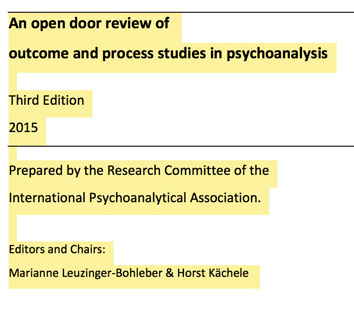 An open door review of
outcome and process studies in psychoanalysis
Third Edition
2015
Prepared by the Research Committee of the
International Psychoanalytical Association.
Editors and Chairs:
Marianne Leuzinger-Bohleber & Horst Kächele